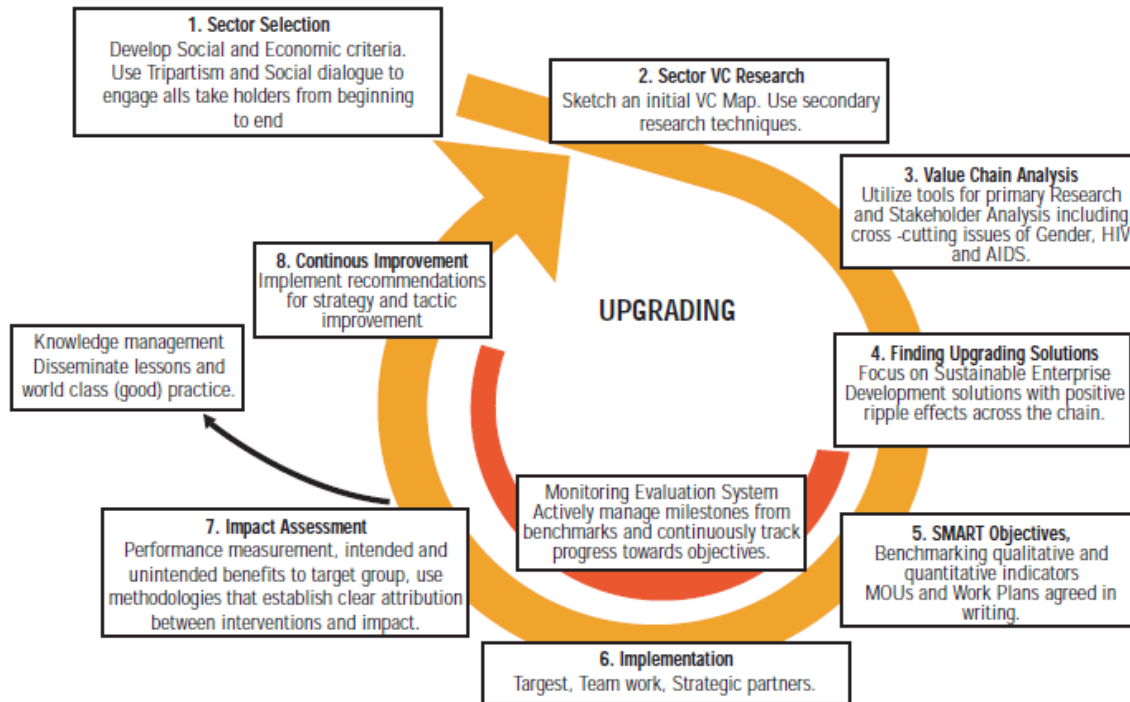 1. Sector Selection
Develop Social and Economic criteria.
Use Tripartism and Social dialogue to
engage alls take holders from beginning
to end
2. Sector VC Research
Sketch an initial VC Map. Use secondary
research techniques.
3. Value Chain Analysis
Utilize tools for primary Research
and Stakeholder Analysis including
cross -cutting issues of Gender, HIV
and AIDS.
UPGRADING
4. Finding Upgrading Solutions
Focus on Sustainable Enterprise
Development solutions with positive
ripple effects across the chain.
5. SMART Objectives,
Benchmarking qualitative and
quantitative indicators
MOUs and Work Plans agreed in
writing.
6. Implementation
Targest, Team work, Strategic partners.
7. Impact Assessment
Performance measurement, intended and
unintended benefits to target group, use
methodologies that establish clear attribution
between interventions and impact.
Knowledge management
Disseminate lessons and
world class (good) practice.
8. Continous Improvement
Implement recommendations
for strategy and tactic
improvement
Monitoring Evaluation System
Actively manage milestones from
benchmarks and continuously track
progress towards objectives.